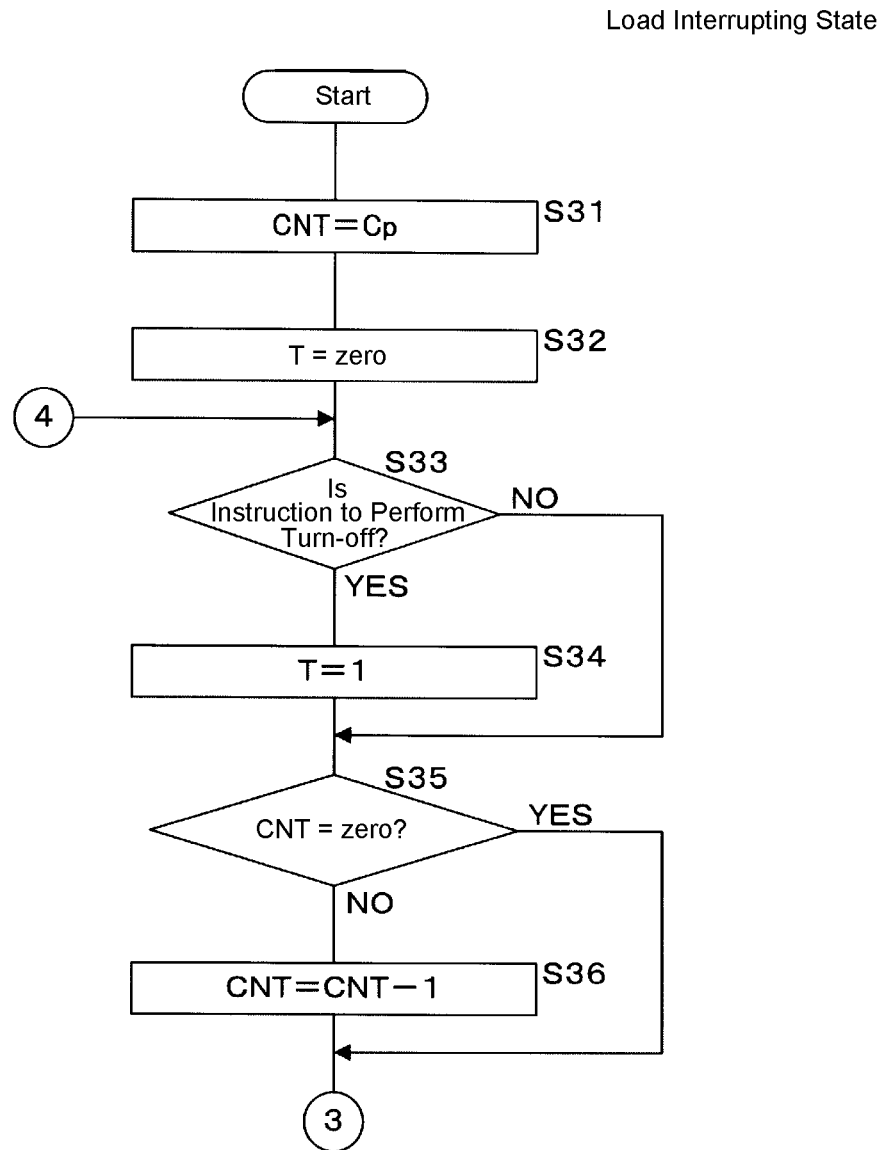 Load Interrupting State
Start
S31
CNT=Cp
S32
T = zero
4
S33
Is
Instruction to Perform
Turn-off?
NO
YES
S34
T=1
S35
CNT = zero?
YES
NO
S36
CNT=CNT−1
3